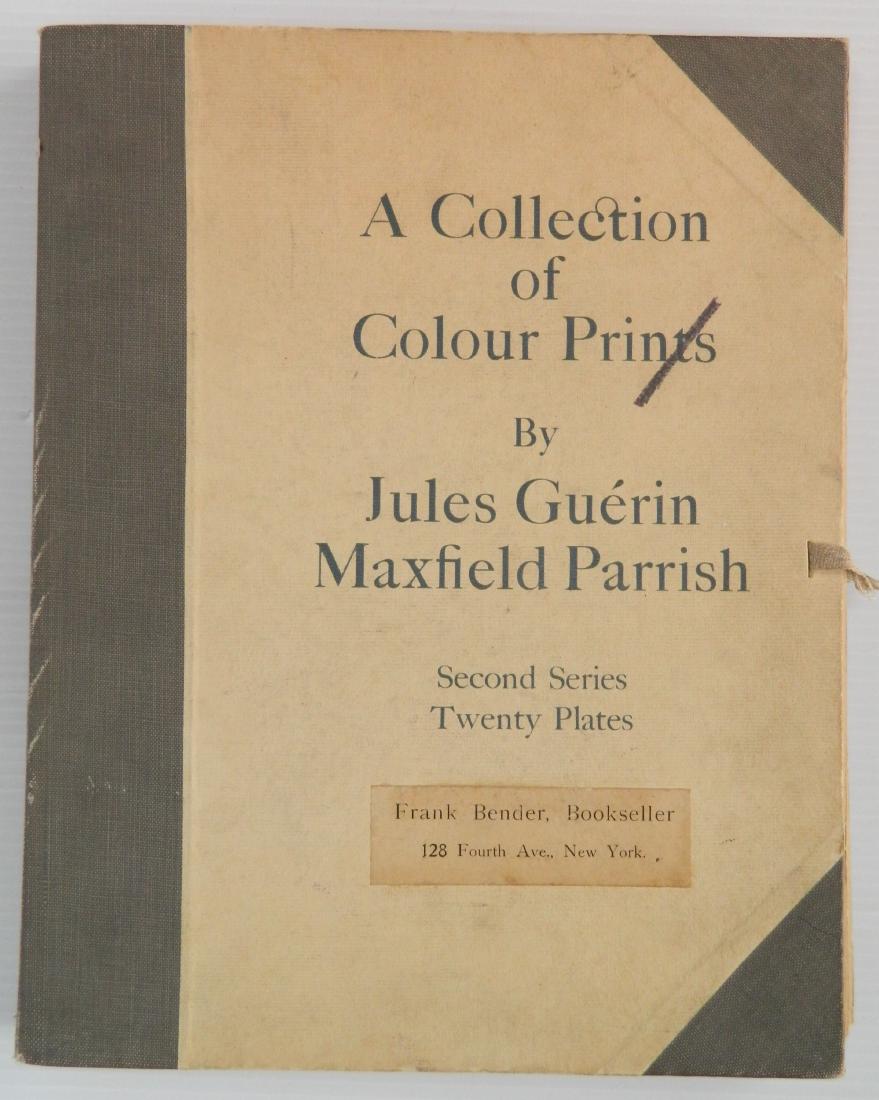 A Collection
of
Colour Prints
By
Jules Guérin
Maxfield Parrish
Second Series
Twenty Plates
Frank Bender, Bookseller
128 Fourth Ave., New York.